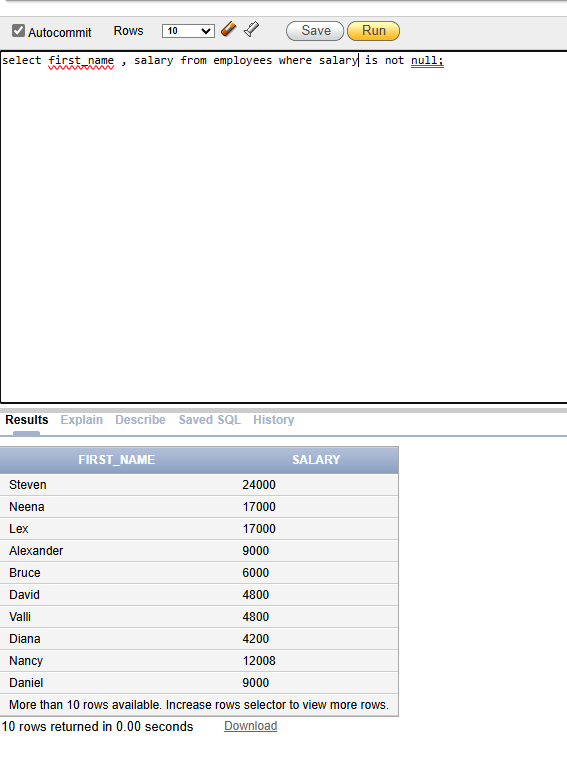 Autocommit Rows 10 Save Run
select first_name , salary from employees where salary is not null;
Results Explain Describe Saved SQL History
FIRST_NAME SALARY
Steven 24000
Neena 17000
Lex 17000
Alexander 9000
Bruce 6000
David 4800
Valli 4800
Diana 4200
Nancy 12008
Daniel 9000
More than 10 rows available. Increase rows selector to view more rows.
10 rows returned in 0.00 seconds Download